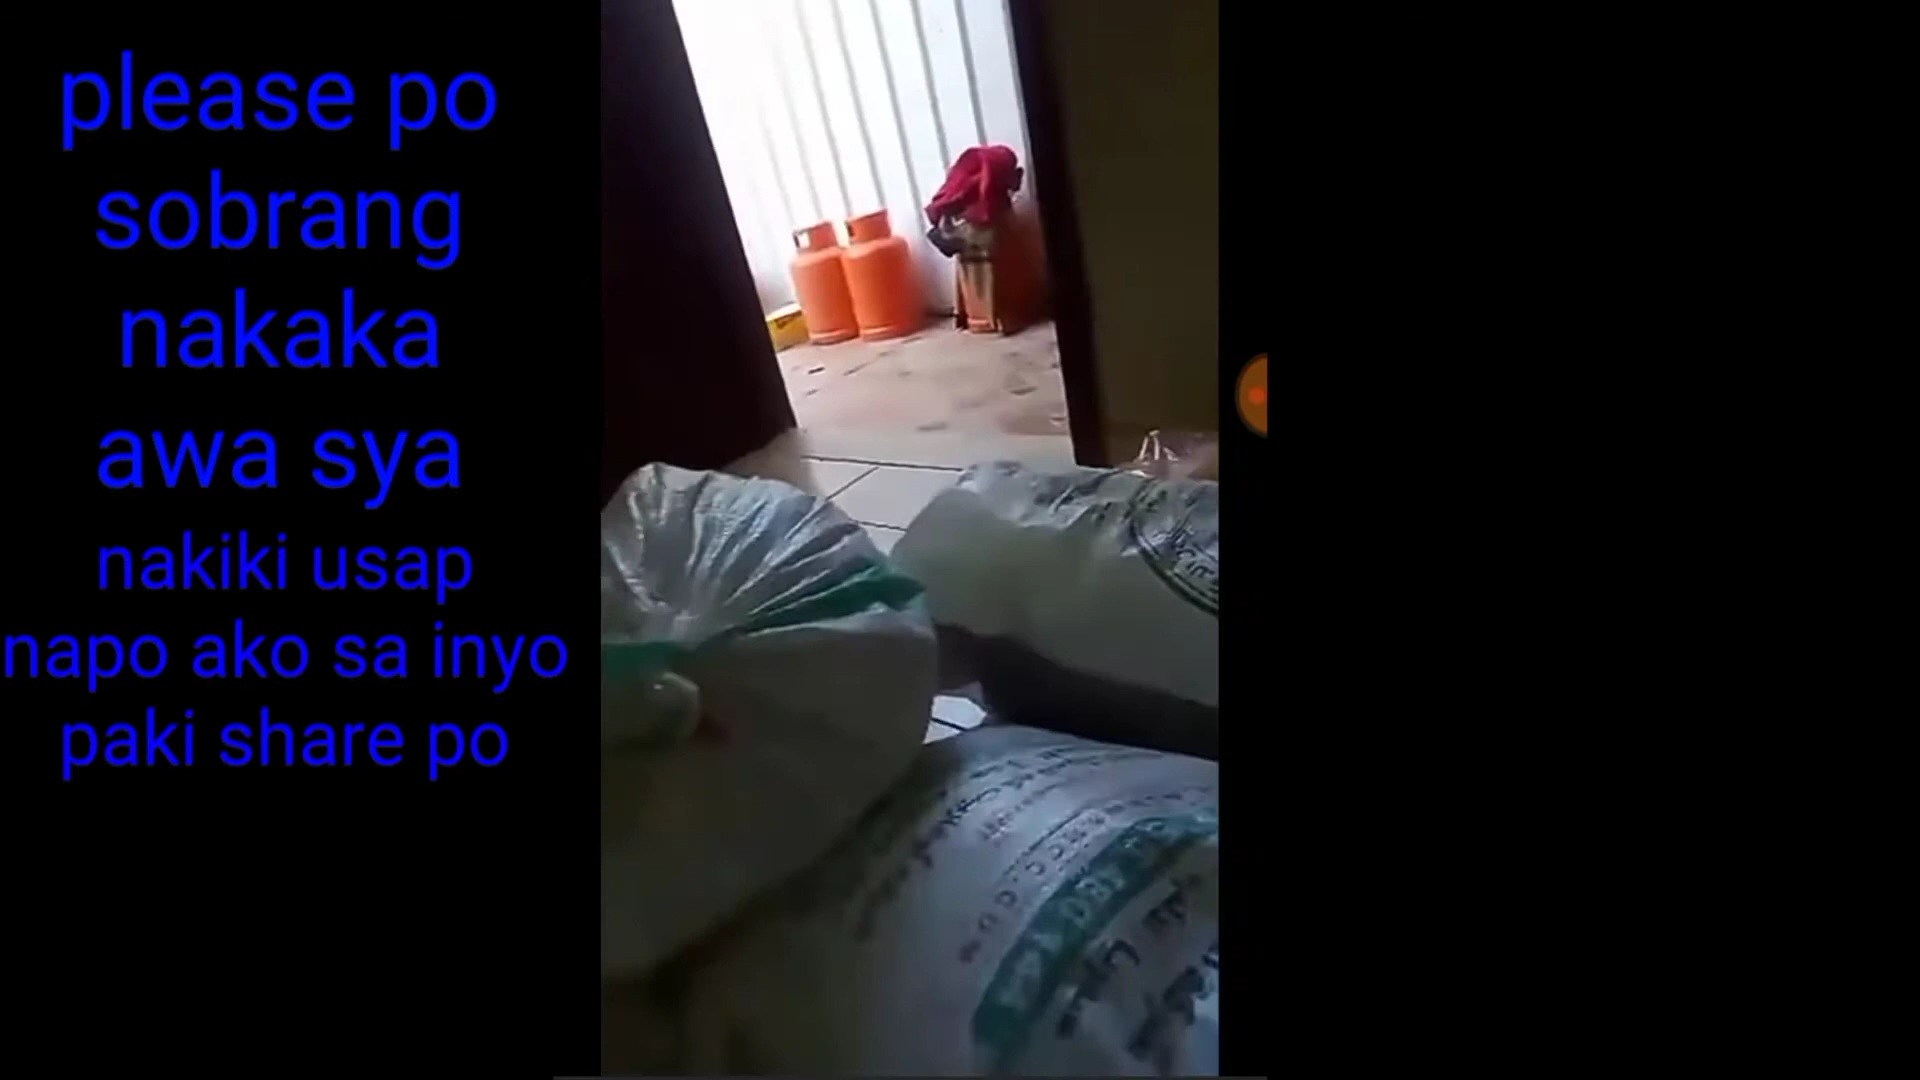 please po
sobrang
nakaka
awa sya
nakiki usap
napo ako sa inyo
paki share po